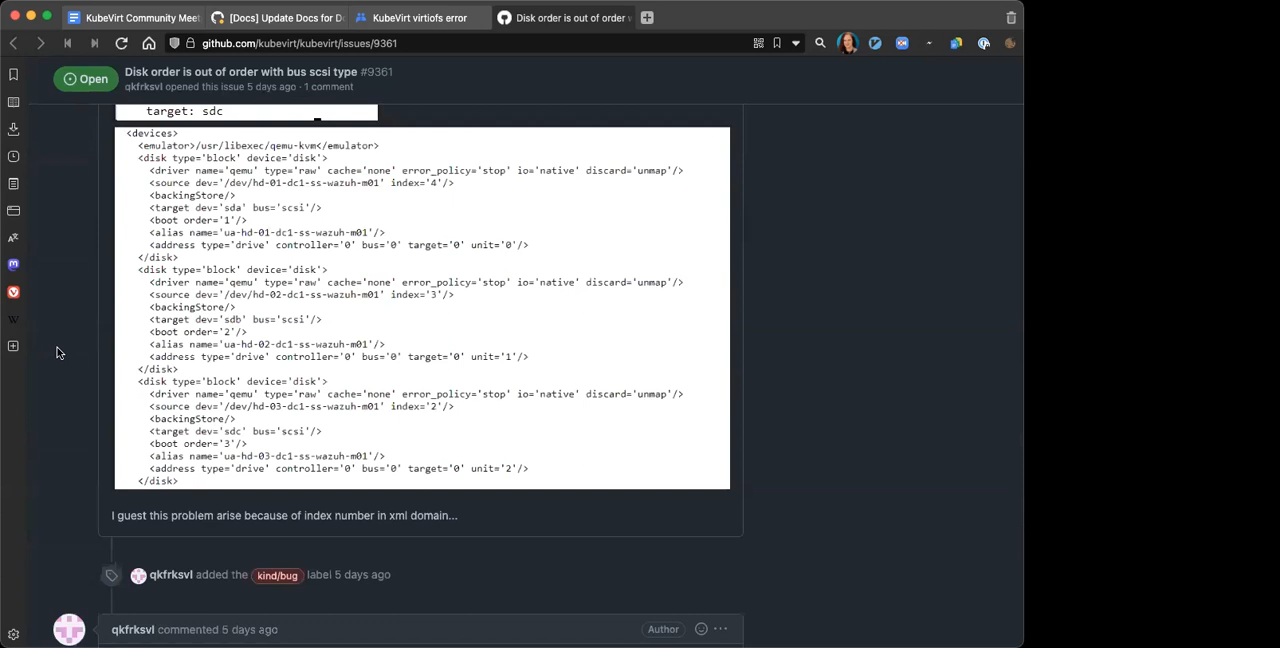 KubeVirt Community Meet
[Docs] Update Docs for Do
KubeVirt virtiofs error
Disk order is out of order w
github.com/kubevirt/kubevirt/issues/9361
Open
Disk order is out of order with bus scsi type #9361
qkfrksvl opened this issue 5 days ago · 1 comment
target: sdc
<devices>
<emulator>/usr/libexec/qemu-kvm</emulator>
<disk type='block' device='disk'>
<driver name='qemu' type='raw' cache='none' error_policy='stop' io='native' discard='unmap'/>
<source dev='/dev/hd-01-dc1-ss-wazuh-m01' index='4'/>
<backingStore/>
<target dev='sda' bus='scsi'/>
<boot order='1'/>
<alias name='ua-hd-01-dc1-ss-wazuh-m01'/>
<address type='drive' controller='0' bus='0' target='0' unit='0'/>
</disk>
<disk type='block' device='disk'>
<driver name='qemu' type='raw' cache='none' error_policy='stop' io='native' discard='unmap'/>
<source dev='/dev/hd-02-dc1-ss-wazuh-m01' index='3'/>
<backingStore/>
<target dev='sdb' bus='scsi'/>
<boot order='2'/>
<alias name='ua-hd-02-dc1-ss-wazuh-m01'/>
<address type='drive' controller='0' bus='0' target='0' unit='1'/>
</disk>
<disk type='block' device='disk'>
<driver name='qemu' type='raw' cache='none' error_policy='stop' io='native' discard='unmap'/>
<source dev='/dev/hd-03-dc1-ss-wazuh-m01' index='2'/>
<backingStore/>
<target dev='sdc' bus='scsi'/>
<boot order='3'/>
<alias name='ua-hd-03-dc1-ss-wazuh-m01'/>
<address type='drive' controller='0' bus='0' target='0' unit='2'/>
</disk>
I guest this problem arise because of index number in xml domain...
qkfrksvl added the kind/bug label 5 days ago
qkfrksvl commented 5 days ago
Author